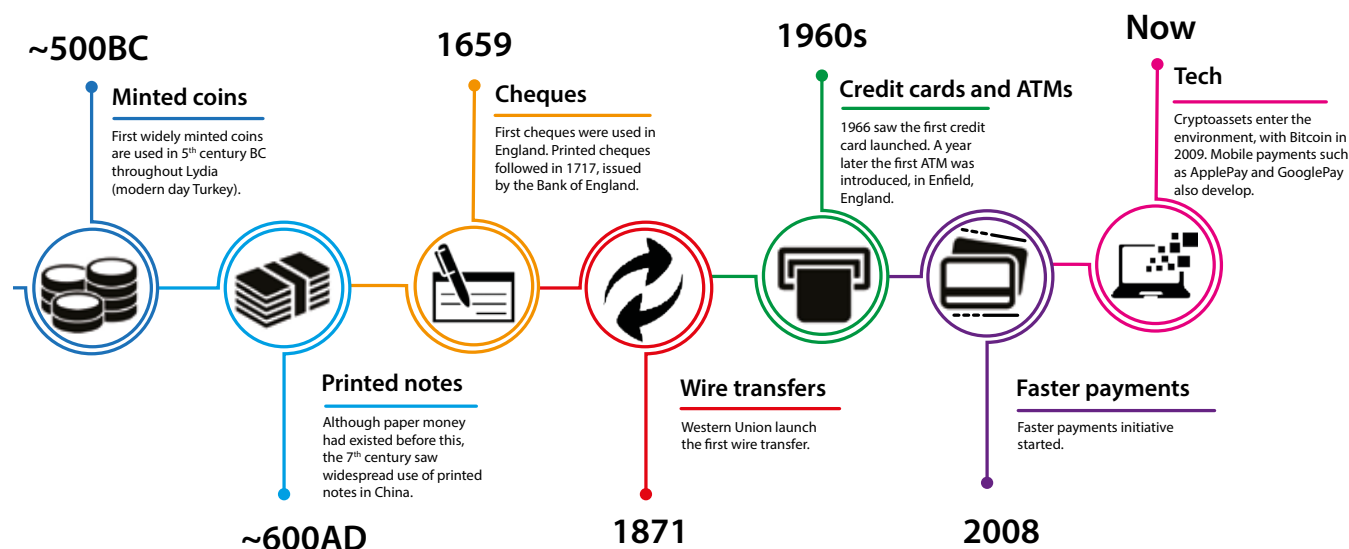 ~500BC
Minted coins
First widely minted coins
are used in 5th century BC
throughout Lydia
(modern day Turkey).
Printed notes
Although paper money
had existed before this,
the 7th century saw
widespread use of printed
notes in China.
~600AD
1659
Cheques
First cheques were used in
England. Printed cheques
followed in 1717, issued
by the Bank of England.
Wire transfers
Western Union launch
the first wire transfer.
1871
1960s
Credit cards and ATMs
1966 saw the first credit
card launched. A year
later the first ATM was
introduced, in Enfield,
England.
Faster payments
Faster payments initiative
started.
2008
Now
Tech
Cryptoassets enter the
environment, with Bitcoin in
2009. Mobile payments such
as ApplePay and GooglePay
also develop.